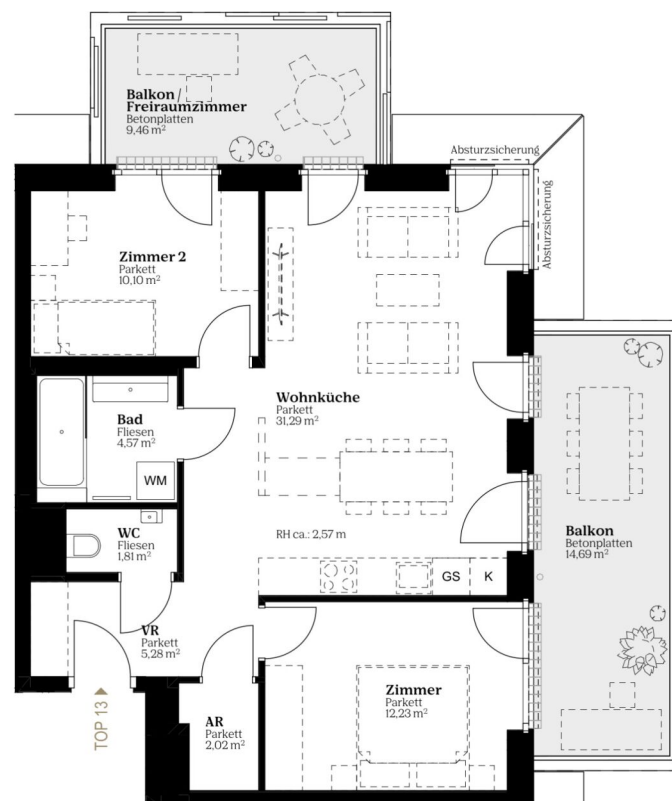 Balkon /
Freiraumzimmer
Betonplatten
9,46 m²
Absturzsicherung
Absturzsicherung
Zimmer 2
Parkett
10,10 m²
Wohnküche
Parkett
31,29 m²
Bad
Fliesen
4,57 m²
WM
WC
Fliesen
1,81 m²
RH ca.: 2,57 m
GS
K
Balkon
Betonplatten
14,69 m²
VR
Parkett
5,28 m²
Zimmer
Parkett
12,23 m²
AR
Parkett
2,02 m²
TOP 13